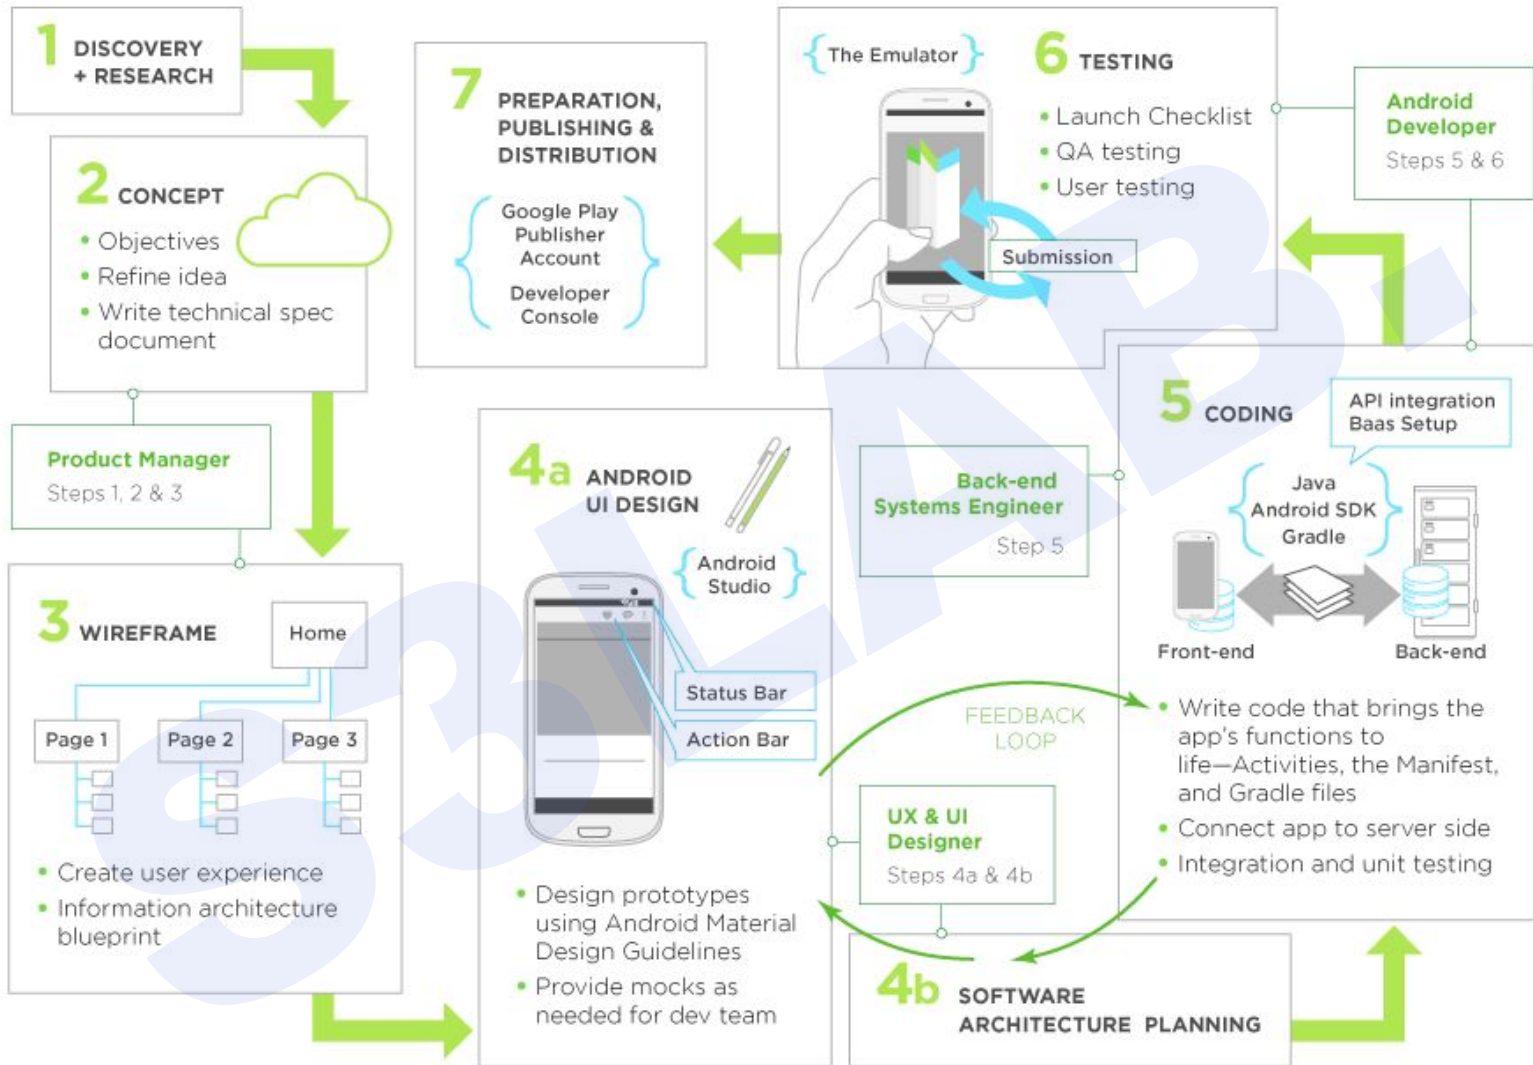 1 DISCOVERY
+ RESEARCH
2 CONCEPT
• Objectives
• Refine idea
• Write technical spec
document
Product Manager
Steps 1, 2 & 3
3 WIREFRAME
Home
Page 1
Page 2
Page 3
• Create user experience
• Information architecture
blueprint
4a ANDROID
UI DESIGN
{Android
Studio}
Status Bar
Action Bar
• Design prototypes
using Android Material
Design Guidelines
• Provide mocks as
needed for dev team
UX & UI
Designer
Steps 4a & 4b
4b SOFTWARE
ARCHITECTURE PLANNING
FEEDBACK
LOOP
Back-end
Systems Engineer
Step 5
5 CODING
API integration
Baas Setup
{Java
Android SDK
Gradle}
Front-end
Back-end
• Write code that brings the
app's functions to
life—Activities, the Manifest,
and Gradle files
• Connect app to server side
• Integration and unit testing
Android
Developer
Steps 5 & 6
6 TESTING
{The Emulator}
• Launch Checklist
• QA testing
• User testing
Submission
7 PREPARATION,
PUBLISHING &
DISTRIBUTION
{Google Play
Publisher
Account
Developer
Console}
S3LAB.